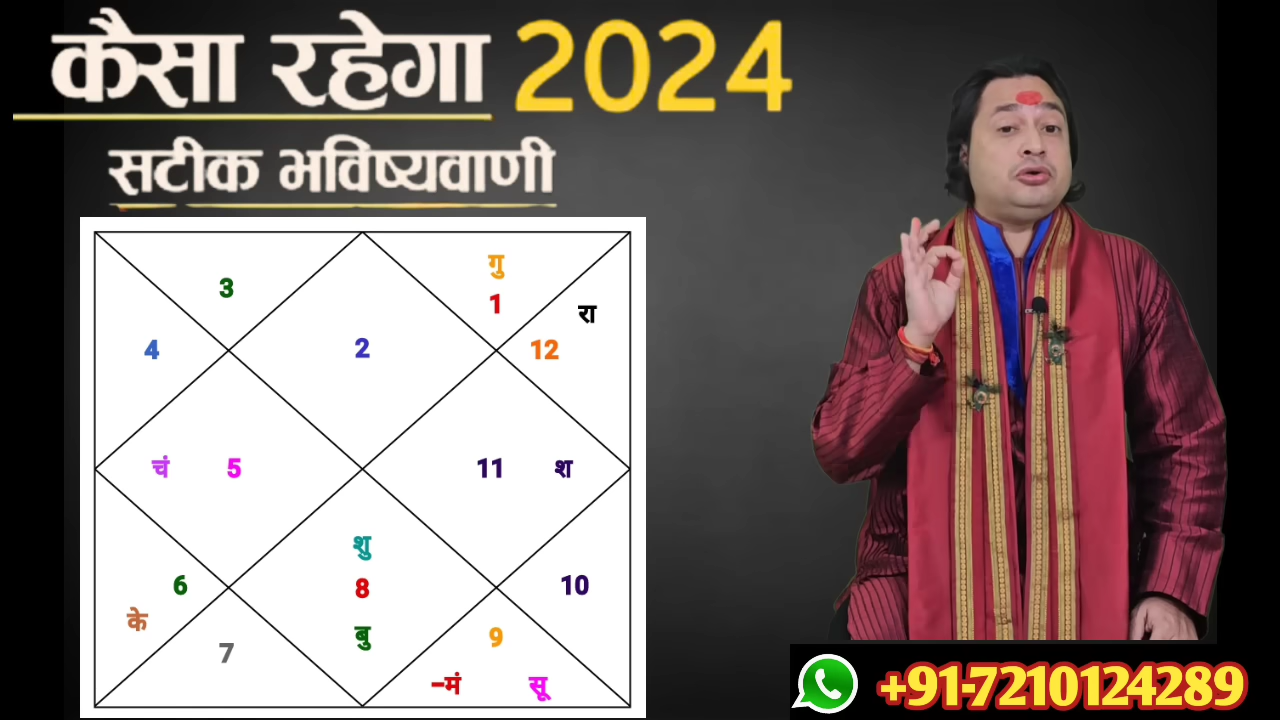 कैसा रहेगा 2024
सटीक भविष्यवाणी
गु
3
1
रा
4
2
12
चं 5
11 श
शु
6
8
10
के
बु
7
9
–मं
सू
+91-7210124289